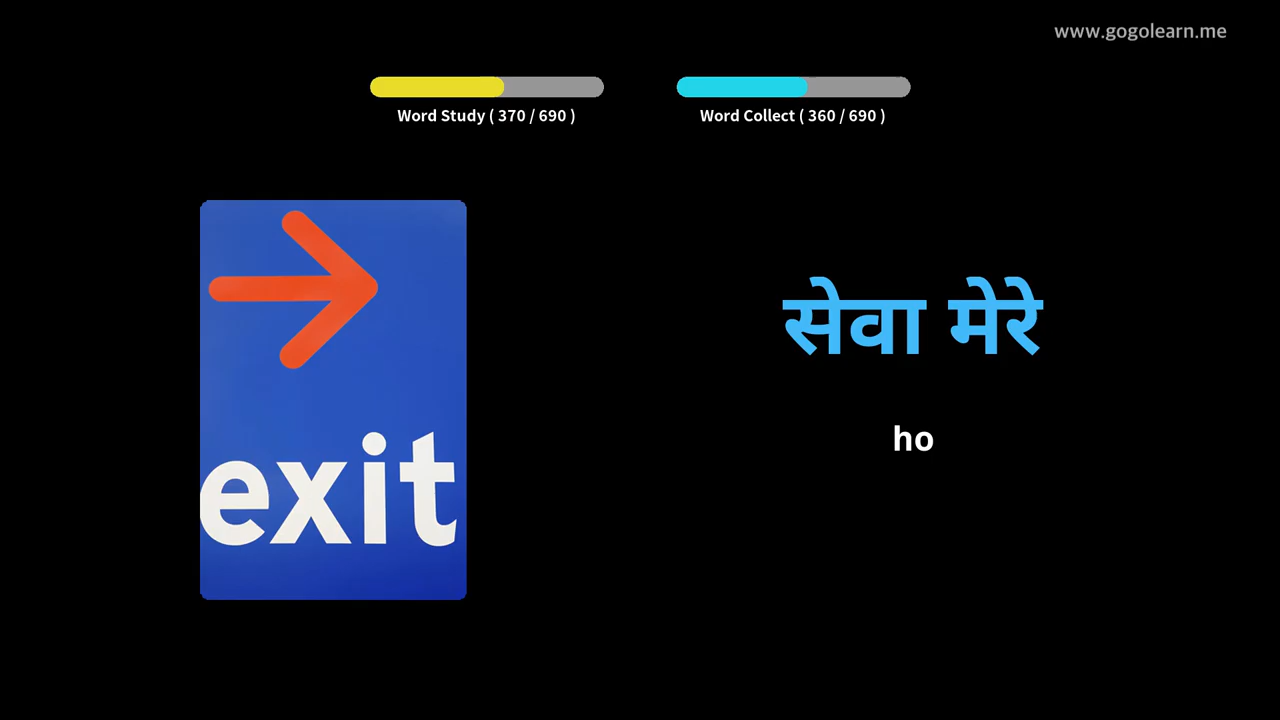 www.gogolearn.me
Word Study ( 370 / 690 )
Word Collect ( 360 / 690 )
exit
सेवा मेरे
ho